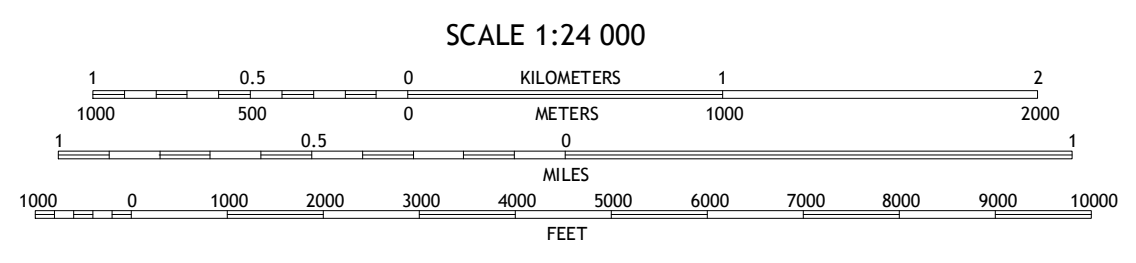 SCALE 1:24 000
1 0.5 0 KILOMETERS 1 2
1000 500 0 METERS 1000 2000
1 0.5 0 1
MILES
1000 0 1000 2000 3000 4000 5000 6000 7000 8000 9000 10000
FEET